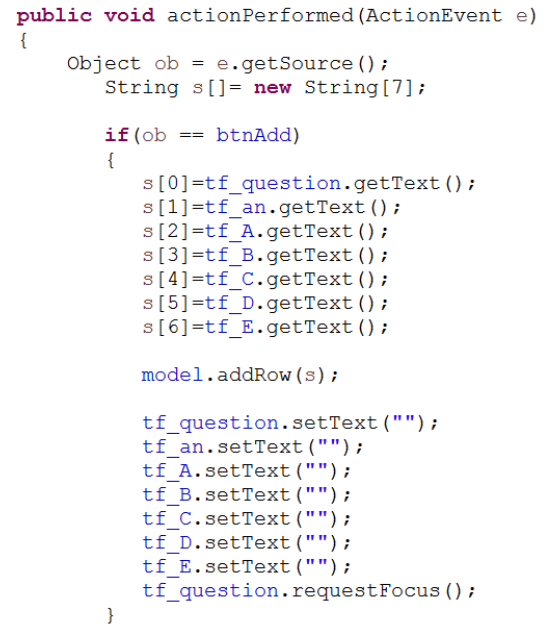 public void actionPerformed(ActionEvent e)
{
Object ob = e.getSource();
String s[]= new String[7];
if(ob == btnAdd)
{
s[0]=tf_question.getText();
s[1]=tf_an.getText();
s[2]=tf_A.getText();
s[3]=tf_B.getText();
s[4]=tf_C.getText();
s[5]=tf_D.getText();
s[6]=tf_E.getText();
model.addRow(s);
tf_question.setText("");
tf_an.setText("");
tf_A.setText("");
tf_B.setText("");
tf_C.setText("");
tf_D.setText("");
tf_E.setText("");
tf_question.requestFocus();
}